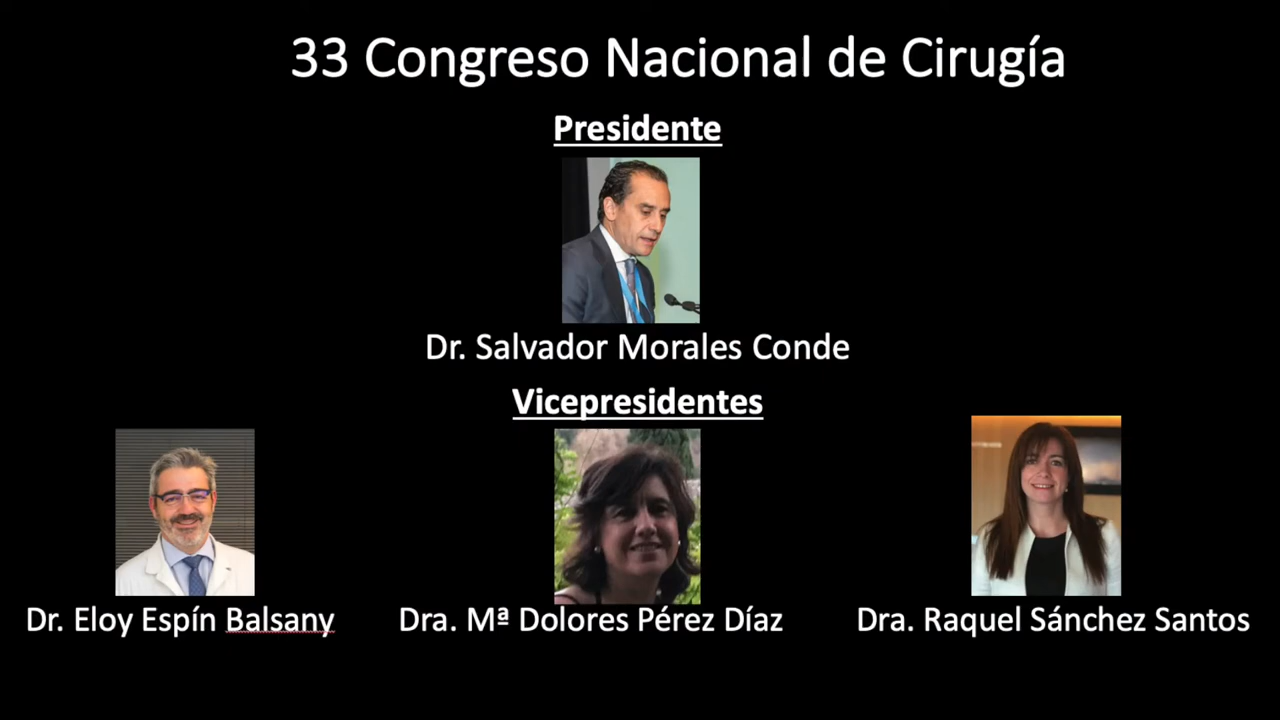 33 Congreso Nacional de Cirugía
Presidente
Dr. Salvador Morales Conde
Vicepresidentes
Dr. Eloy Espín Balsany
Dra. Mª Dolores Pérez Díaz
Dra. Raquel Sánchez Santos